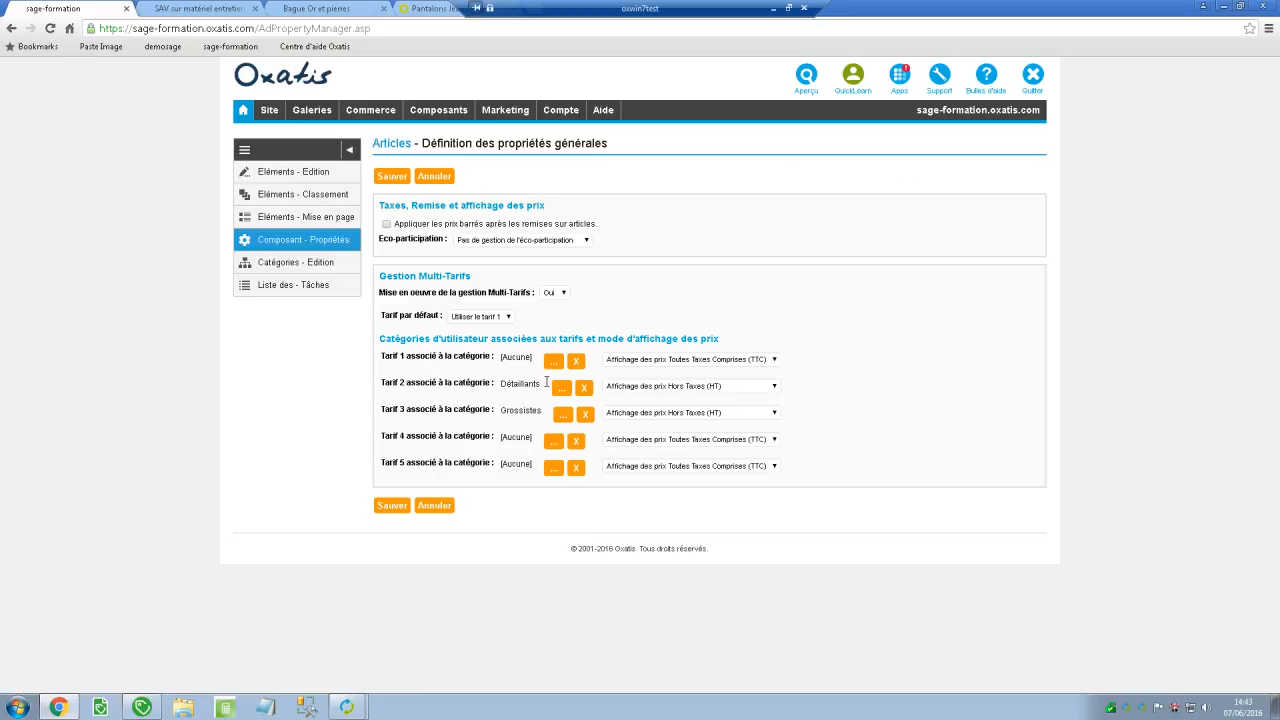 sage-formation
SAV sur matériel entretien
Bague Or et pierres
Pantalons Je
oxwin7test
https://sage-formation.oxatis.com/AdPropertyManager.asp
Bookmarks
Paste Image
demosage
sage-formation
Centre d'aide Oxatis
Oxatis
Aperçu
QuickLearn
Apps
Support
Bulles d'aide
Quitter
Site
Galeries
Commerce
Composants
Marketing
Compte
Aide
sage-formation.oxatis.com
Eléments - Edition
Eléments - Classement
Eléments - Mise en page
Composant - Propriétés
Catégories - Edition
Liste des - Tâches
Articles - Définition des propriétés générales
Sauver Annuler
Taxes, Remise et affichage des prix
Appliquer les prix barrés après les remises sur articles.
Eco-participation : Pas de gestion de l'éco-participation
Gestion Multi-Tarifs
Mise en oeuvre de la gestion Multi-Tarifs : Oui
Tarif par défaut : Utiliser le tarif 1
Catégories d'utilisateur associées aux tarifs et mode d'affichage des prix
Tarif 1 associé à la catégorie : [Aucune] ... X Affichage des prix Toutes Taxes Comprises (TTC)
Tarif 2 associé à la catégorie : Détaillants ... X Affichage des prix Hors Taxes (HT)
Tarif 3 associé à la catégorie : Grossistes ... X Affichage des prix Hors Taxes (HT)
Tarif 4 associé à la catégorie : [Aucune] ... X Affichage des prix Toutes Taxes Comprises (TTC)
Tarif 5 associé à la catégorie : [Aucune] ... X Affichage des prix Toutes Taxes Comprises (TTC)
Sauver Annuler
© 2001-2016 Oxatis. Tous droits réservés.
14:43
07/06/2016